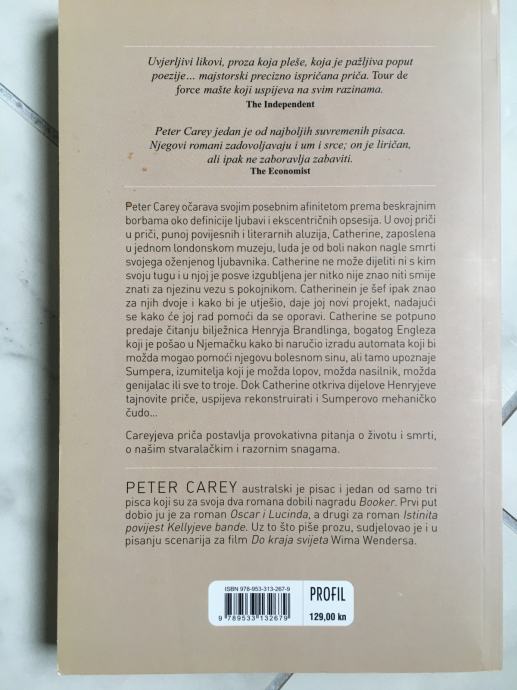 Uvjerljivi likovi, proza koja pleše, koja je pažljiva poput
poezije… majstorski precizno ispričana priča. Tour de
force mašte koji uspijeva na svim razinama.
The Independent
Peter Carey jedan je od najboljih suvremenih pisaca.
Njegovi romani zadovoljavaju i um i srce; on je liričan,
ali ipak ne zaboravlja zabaviti.
The Economist
Peter Carey očarava svojim posebnim afinitetom prema beskrajnim
borbama oko definicije ljubavi i ekscentričnih opsesija. U ovoj priči
u priči, punoj povijesnih i literarnih aluzija, Catherine, zaposlena
u jednom londonskom muzeju, luda je od boli nakon nagle smrti
svojega oženjenog ljubavnika. Catherine ne može dijeliti ni s kim
svoju tugu i u njoj je posve izgubljena jer nitko nije znao niti smije
znati za njezinu vezu s pokojnikom. Catherinein je šef ipak znao
za njih dvoje i kako bi je utješio, daje joj novi projekt, nadajući
se kako će joj rad pomoći da se oporavi. Catherine se potpuno
predaje čitanju bilježnica Henryja Brandlinga, bogatog Engleza
koji je pošao u Njemačku kako bi naručio izradu automata koji bi
možda mogao pomoći njegovu bolesnom sinu, ali tamo upoznaje
Sumpera, izumitelja koji je možda lopov, možda nasilnik, možda
genijalac ili sve to troje. Dok Catherine otkriva dijelove Henryjeve
tajnovite priče, uspijeva rekonstruirati i Sumperovo mehaničko
čudo...
Careyjeva priča postavlja provokativna pitanja o životu i smrti,
o našim stvaralačkim i razornim snagama.
PETER CAREY australski je pisac i jedan od samo tri
pisca koji su za svoja dva romana dobili nagradu Booker. Prvi put
dobio ju je za roman Oscar i Lucinda, a drugi za roman Istinita
povijest Kellyjeve bande. Uz to što piše prozu, sudjelovao je i u
pisanju scenarija za film Do kraja svijeta Wima Wendersa.
ISBN 978-953-313-267-9
9 789533 132679
PROFIL
129,00 kn